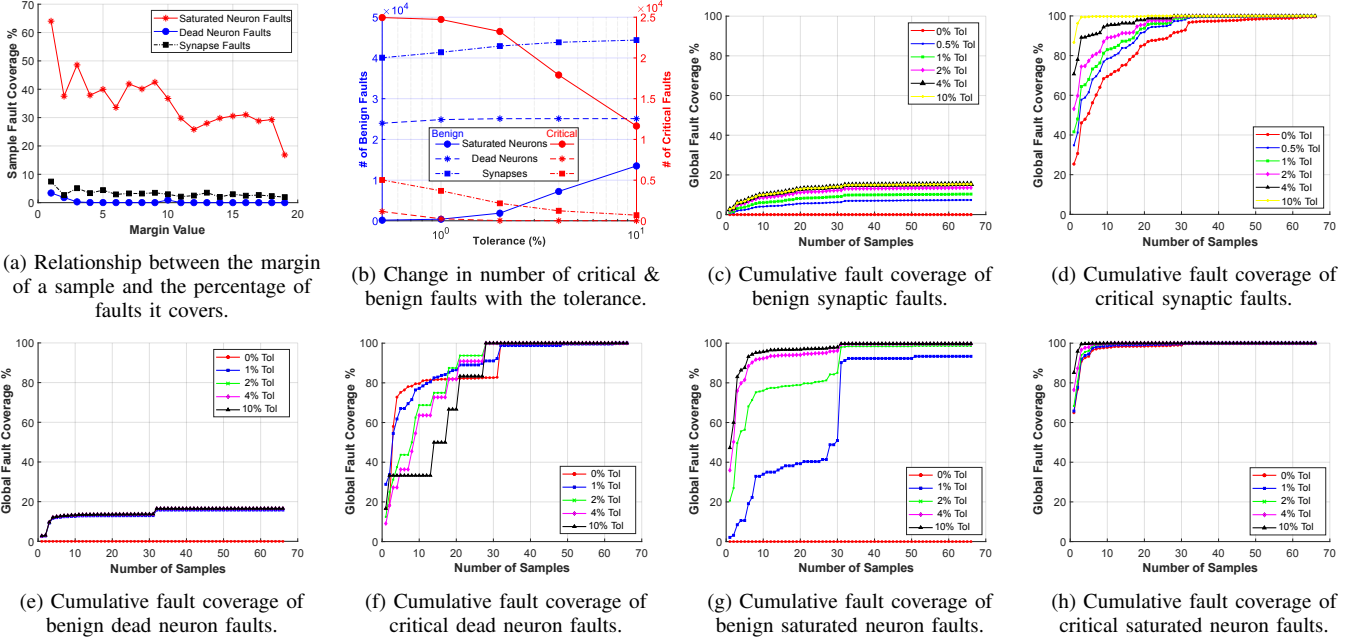 Sample Fault Coverage %
70
60
50
40
30
20
10
0
0 5 10 15 20
Margin Value
Saturated Neuron Faults
Dead Neuron Faults
Synapse Faults
(a) Relationship between the margin
of a sample and the percentage of
faults it covers.
# of Benign Faults
5 ×10⁴
4
3
2
1
0
10⁰ 10¹
Tolerance (%)
# of Critical Faults
2.5 ×10⁴
2
1.5
1
0.5
0
Benign Critical
Saturated Neurons
Dead Neurons
Synapses
(b) Change in number of critical &
benign faults with the tolerance.
Global Fault Coverage %
100
80
60
40
20
0
0 10 20 30 40 50 60 70
Number of Samples
0% Tol
0.5% Tol
1% Tol
2% Tol
4% Tol
10% Tol
(c) Cumulative fault coverage of
benign synaptic faults.
Global Fault Coverage %
100
80
60
40
20
0
0 10 20 30 40 50 60 70
Number of Samples
0% Tol
0.5% Tol
1% Tol
2% Tol
4% Tol
10% Tol
(d) Cumulative fault coverage of
critical synaptic faults.
Global Fault Coverage %
100
80
60
40
20
0
0 10 20 30 40 50 60 70
Number of Samples
0% Tol
1% Tol
2% Tol
4% Tol
10% Tol
(e) Cumulative fault coverage of
benign dead neuron faults.
Global Fault Coverage %
100
80
60
40
20
0
0 10 20 30 40 50 60 70
Number of Samples
0% Tol
1% Tol
2% Tol
4% Tol
10% Tol
(f) Cumulative fault coverage of
critical dead neuron faults.
Global Fault Coverage %
100
80
60
40
20
0
0 10 20 30 40 50 60 70
Number of Samples
0% Tol
1% Tol
2% Tol
4% Tol
10% Tol
(g) Cumulative fault coverage of
benign saturated neuron faults.
Global Fault Coverage %
100
80
60
40
20
0
0 10 20 30 40 50 60 70
Number of Samples
0% Tol
1% Tol
2% Tol
4% Tol
10% Tol
(h) Cumulative fault coverage of
critical saturated neuron faults.